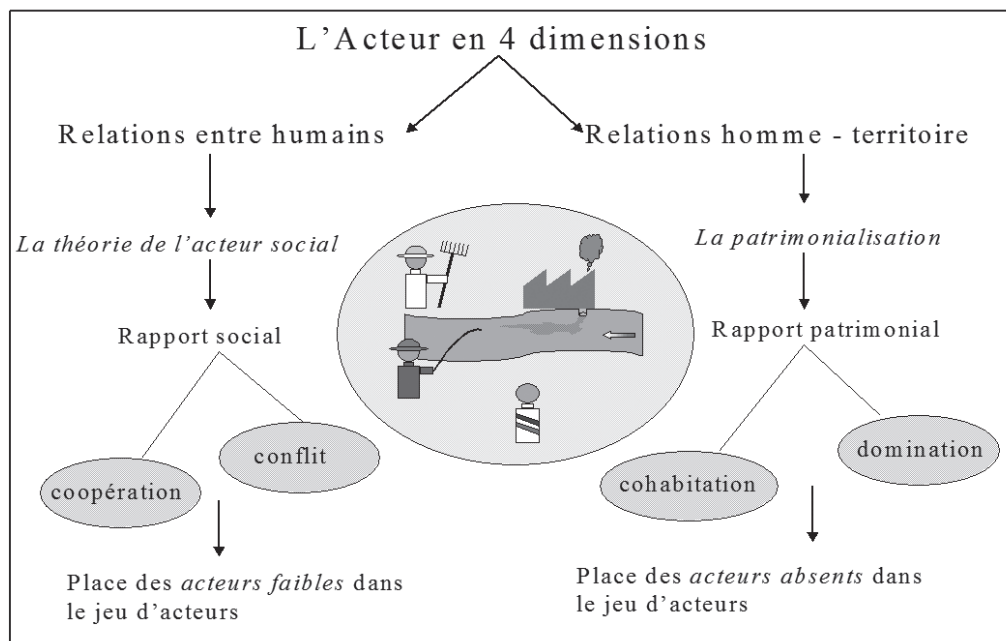 L'Acteur en 4 dimensions
Relations entre humains
Relations homme - territoire
La théorie de l'acteur social
La patrimonialisation
Rapport social
Rapport patrimonial
coopération
conflit
cohabitation
domination
Place des acteurs faibles dans
le jeu d'acteurs
Place des acteurs absents dans
le jeu d'acteurs